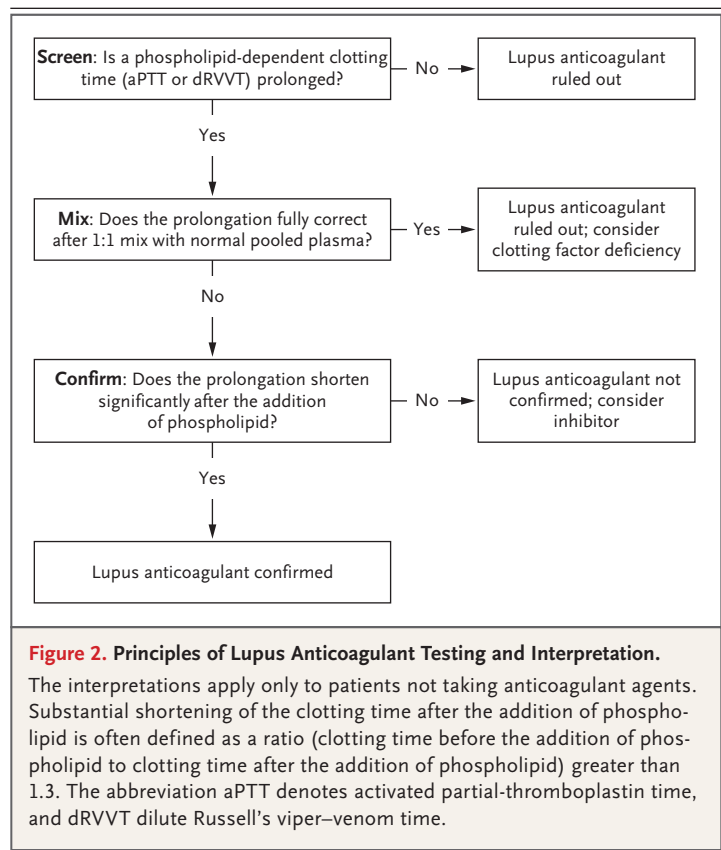 Screen: Is a phospholipid-dependent clotting
time (aPTT or dRVVT) prolonged?
No
Lupus anticoagulant
ruled out
Yes
Mix: Does the prolongation fully correct
after 1:1 mix with normal pooled plasma?
Yes
Lupus anticoagulant
ruled out; consider
clotting factor deficiency
No
Confirm: Does the prolongation shorten
significantly after the addition
of phospholipid?
No
Lupus anticoagulant not
confirmed; consider
inhibitor
Yes
Lupus anticoagulant confirmed
Figure 2. Principles of Lupus Anticoagulant Testing and Interpretation.
The interpretations apply only to patients not taking anticoagulant agents.
Substantial shortening of the clotting time after the addition of phospho-
lipid is often defined as a ratio (clotting time before the addition of phos-
pholipid to clotting time after the addition of phospholipid) greater than
1.3. The abbreviation aPTT denotes activated partial-thromboplastin time,
and dRVVT dilute Russell's viper–venom time.